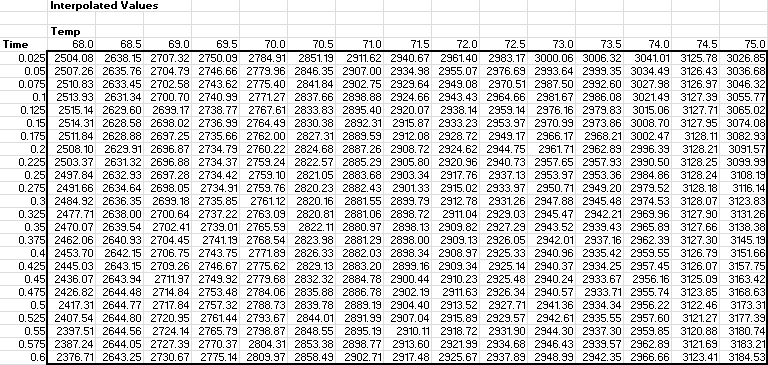 Interpolated Values
Temp
Time 68.0 68.5 69.0 69.5 70.0 70.5 71.0 71.5 72.0 72.5 73.0 73.5 74.0 74.5 75.0
0.025 2504.08 2638.15 2707.32 2750.09 2784.91 2851.19 2911.62 2940.67 2961.40 2983.17 3000.06 3006.32 3041.01 3125.78 3026.85
0.05 2507.26 2635.76 2704.79 2746.66 2779.96 2846.35 2907.00 2934.98 2955.07 2976.69 2993.64 2999.35 3034.49 3126.43 3036.68
0.075 2510.83 2633.45 2702.58 2743.62 2775.40 2841.84 2902.75 2929.64 2949.08 2970.51 2987.50 2992.60 3027.98 3126.97 3046.32
0.1 2513.93 2631.34 2700.70 2740.99 2771.27 2837.66 2898.88 2924.66 2943.43 2964.66 2981.67 2986.08 3021.49 3127.39 3055.77
0.125 2515.14 2629.60 2699.17 2738.77 2767.61 2833.83 2895.40 2920.07 2938.14 2959.14 2976.16 2979.83 3015.06 3127.71 3065.02
0.15 2514.31 2628.50 2698.02 2736.99 2764.49 2830.38 2892.31 2915.87 2933.23 2953.97 2970.99 2973.86 3008.70 3127.95 3074.08
0.175 2511.84 2628.88 2697.25 2735.66 2762.00 2827.31 2889.59 2912.08 2928.72 2949.17 2966.17 2968.21 3002.47 3128.11 3082.93
0.2 2508.10 2629.91 2696.87 2734.79 2760.22 2824.68 2887.26 2908.72 2924.62 2944.75 2961.71 2962.89 2996.39 3128.21 3091.57
0.225 2503.37 2631.32 2696.88 2734.37 2759.24 2822.57 2885.29 2905.80 2920.96 2940.73 2957.65 2957.93 2990.50 3128.25 3099.99
0.25 2497.84 2632.93 2697.28 2734.42 2759.10 2821.05 2883.68 2903.34 2917.76 2937.13 2953.97 2953.36 2984.86 3128.24 3108.19
0.275 2491.66 2634.64 2698.05 2734.91 2759.76 2820.23 2882.43 2901.33 2915.02 2933.97 2950.71 2949.20 2979.52 3128.18 3116.14
0.3 2484.92 2636.35 2699.18 2735.85 2761.12 2820.16 2881.55 2899.79 2912.78 2931.26 2947.88 2945.48 2974.53 3128.07 3123.83
0.325 2477.71 2638.00 2700.64 2737.22 2763.09 2820.81 2881.06 2898.72 2911.04 2929.03 2945.47 2942.21 2969.96 3127.90 3131.26
0.35 2470.07 2639.54 2702.41 2739.01 2765.59 2822.11 2880.97 2898.13 2909.82 2927.29 2943.52 2939.43 2965.89 3127.66 3138.38
0.375 2462.06 2640.93 2704.45 2741.19 2768.54 2823.98 2881.29 2898.00 2909.13 2926.05 2942.01 2937.16 2962.39 3127.30 3145.19
0.4 2453.70 2642.15 2706.75 2743.75 2771.89 2826.33 2882.02 2898.34 2908.97 2925.33 2940.96 2935.42 2959.55 3126.79 3151.66
0.425 2445.03 2643.15 2709.26 2746.67 2775.62 2829.13 2883.20 2899.16 2909.34 2925.14 2940.37 2934.25 2957.45 3126.07 3157.75
0.45 2436.07 2643.94 2711.97 2749.92 2779.68 2832.32 2884.78 2900.44 2910.23 2925.48 2940.24 2933.67 2956.16 3125.09 3163.42
0.475 2426.82 2644.48 2714.84 2753.48 2784.06 2835.88 2886.78 2902.19 2911.63 2926.34 2940.57 2933.71 2955.74 3123.85 3168.63
0.5 2417.31 2644.77 2717.84 2757.32 2788.73 2839.78 2889.19 2904.40 2913.52 2927.71 2941.36 2934.34 2956.22 3122.46 3173.31
0.525 2407.54 2644.80 2720.95 2761.44 2793.67 2844.01 2891.99 2907.04 2915.89 2929.57 2942.61 2935.55 2957.60 3121.27 3177.39
0.55 2397.51 2644.56 2724.14 2765.79 2798.87 2848.55 2895.19 2910.11 2918.72 2931.90 2944.30 2937.30 2959.85 3120.88 3180.74
0.575 2387.24 2644.05 2727.39 2770.37 2804.31 2853.38 2898.77 2913.60 2921.99 2934.68 2946.43 2939.57 2962.89 3121.69 3183.21
0.6 2376.71 2643.25 2730.67 2775.14 2809.97 2858.49 2902.71 2917.48 2925.67 2937.89 2948.99 2942.35 2966.66 3123.41 3184.53